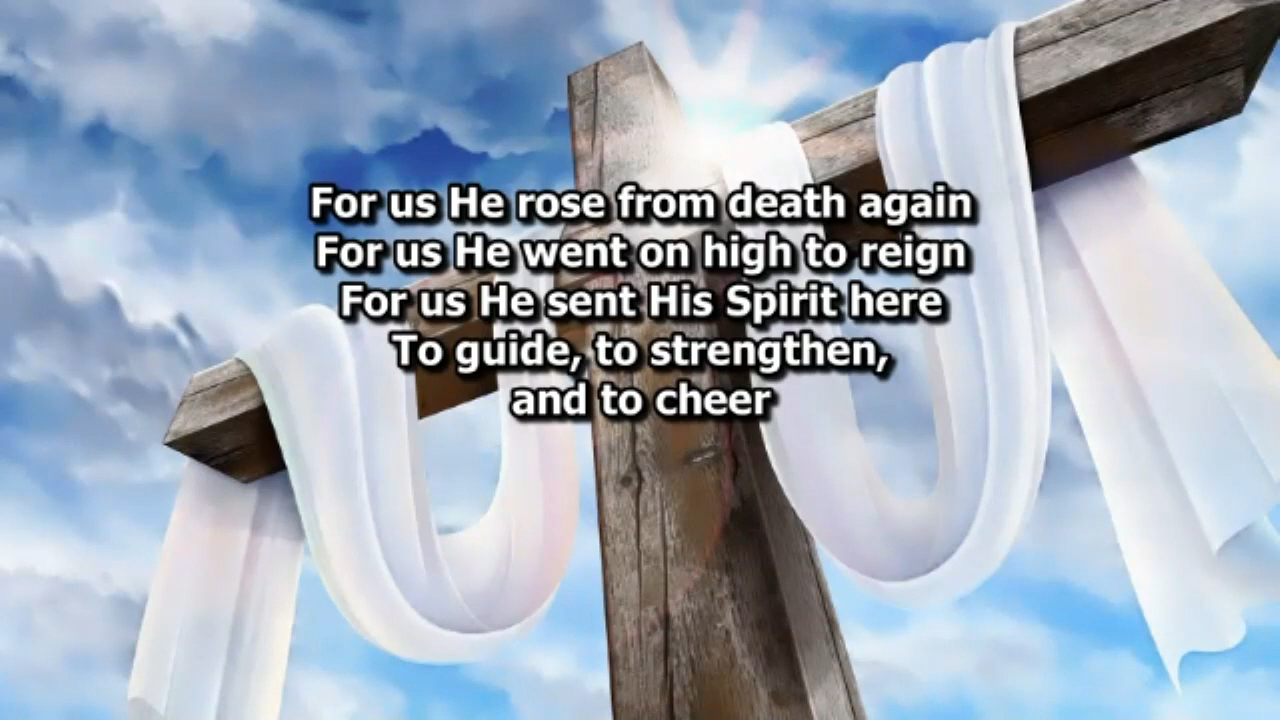 For us He rose from death again
For us He went on high to reign
For us He sent His Spirit here
To guide, to strengthen,
and to cheer